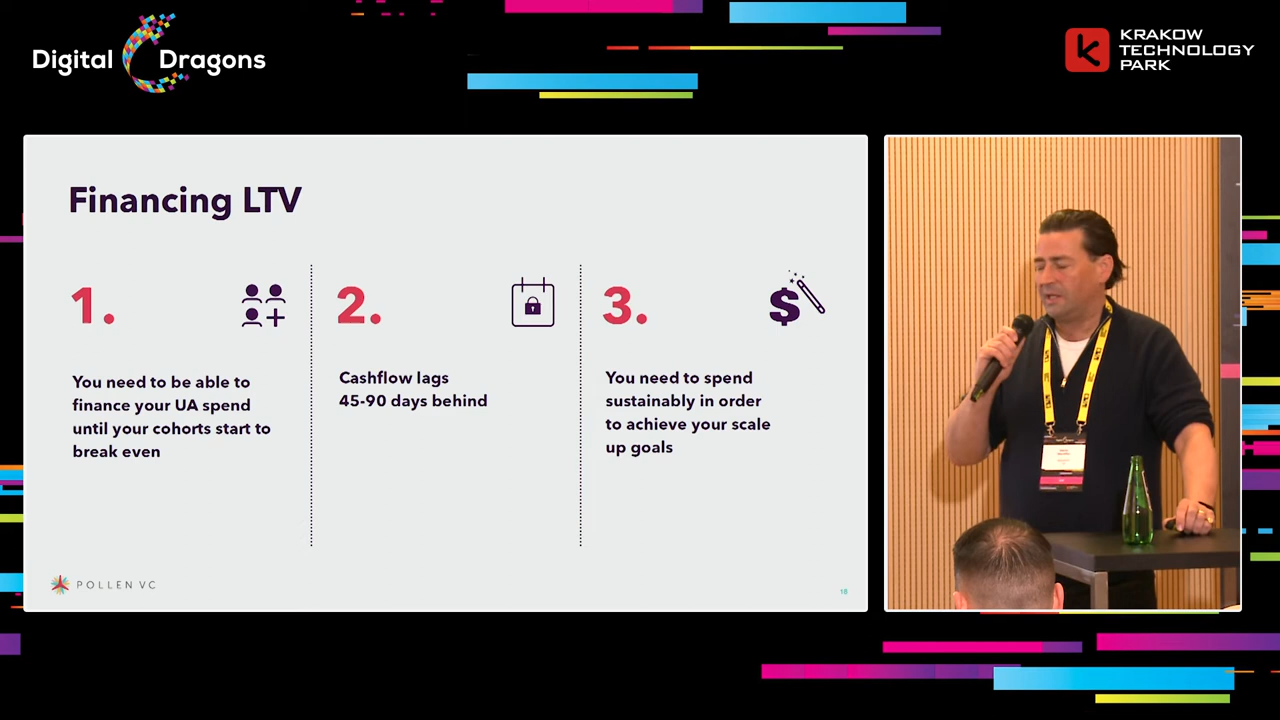 Digital Dragons
KRAKOW
TECHNOLOGY
PARK
Financing LTV
1.
You need to be able to
finance your UA spend
until your cohorts start to
break even
2.
Cashflow lags
45-90 days behind
3.
You need to spend
sustainably in order
to achieve your scale
up goals
POLLEN VC
18